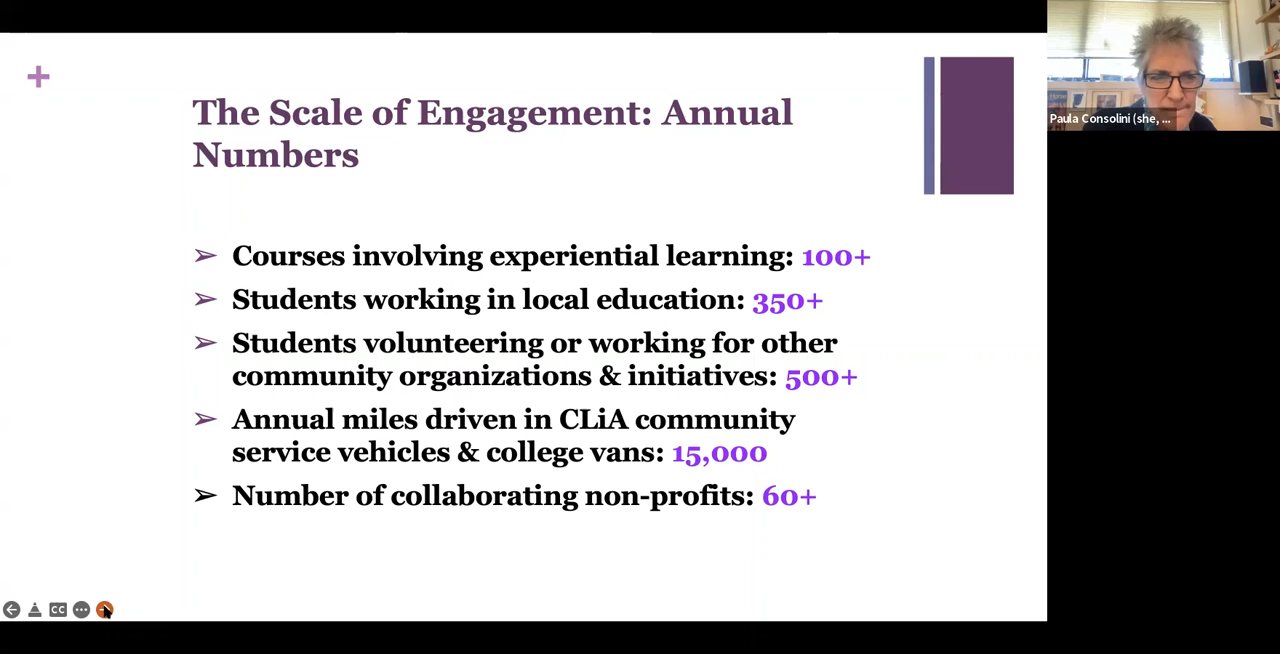 +
The Scale of Engagement: Annual
Numbers
➢ Courses involving experiential learning: 100+
➢ Students working in local education: 350+
➢ Students volunteering or working for other
community organizations & initiatives: 500+
➢ Annual miles driven in CLiA community
service vehicles & college vans: 15,000
➢ Number of collaborating non-profits: 60+
CC
Paula Consolini (she, ...